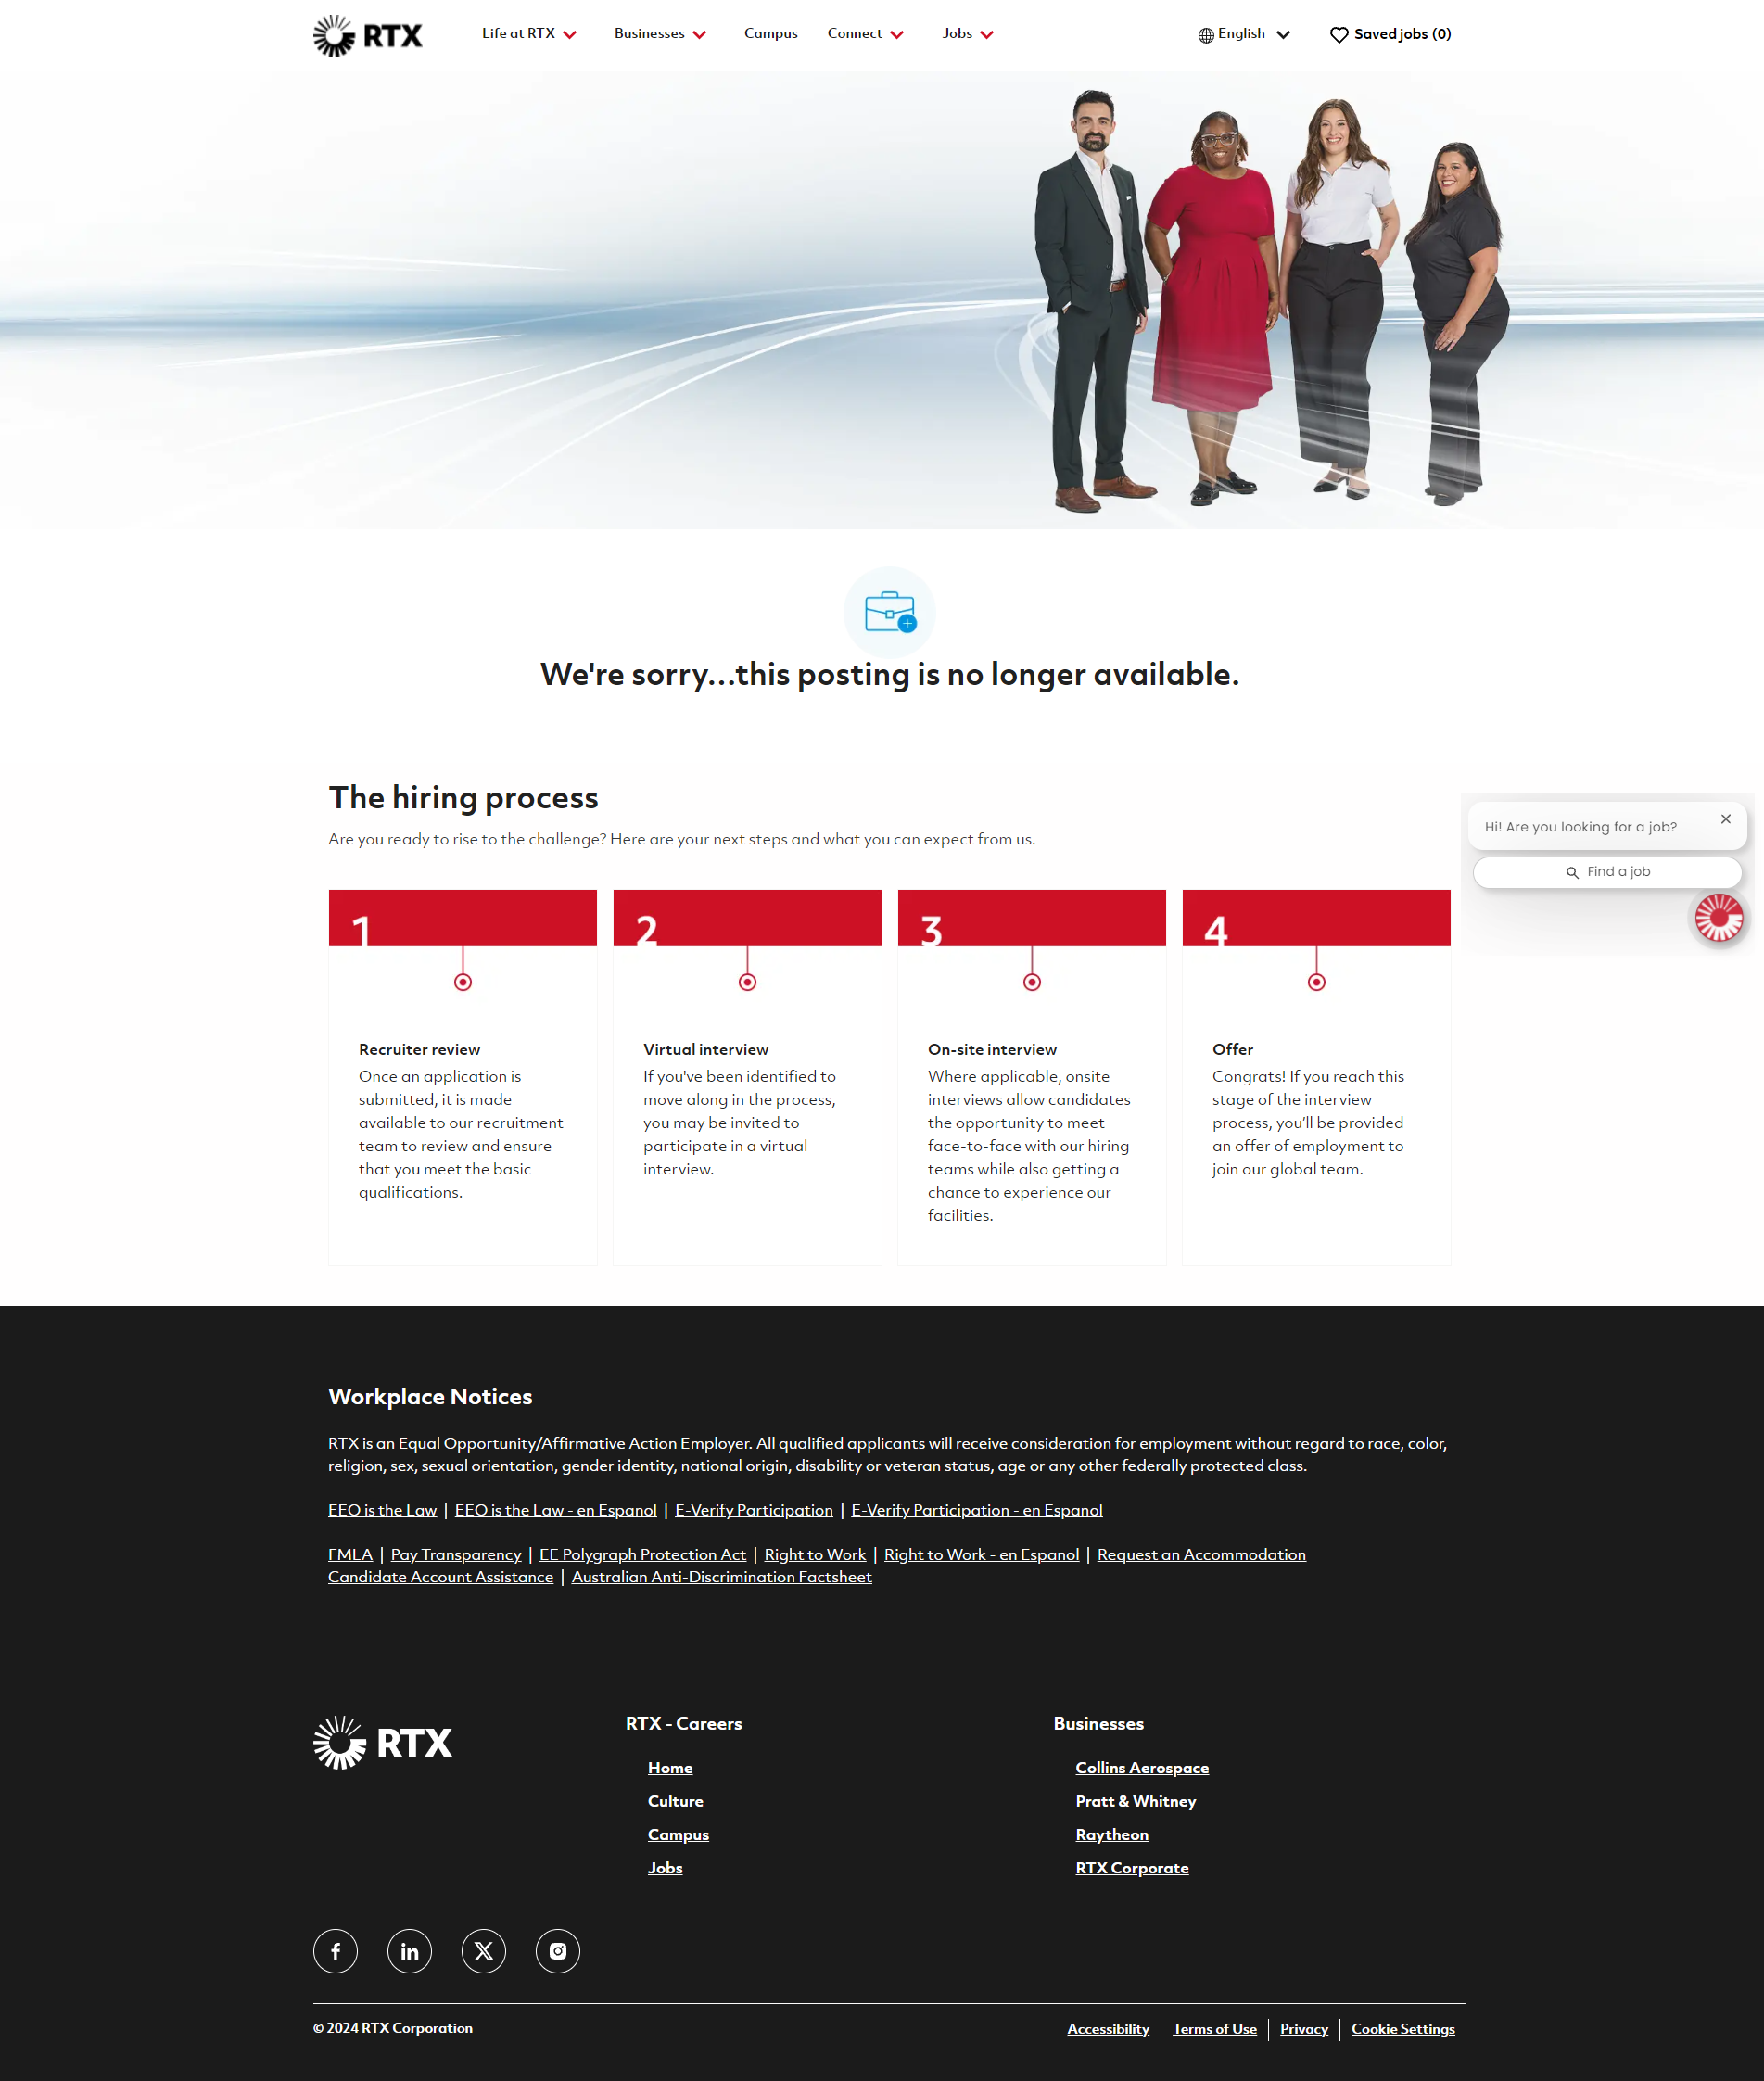 RTX
Life at RTX
Businesses
Campus
Connect
Jobs
English
Saved jobs (0)
We're sorry...this posting is no longer available.
The hiring process
Are you ready to rise to the challenge? Here are your next steps and what you can expect from us.
Hi! Are you looking for a job?
Find a job
1
Recruiter review
Once an application is
submitted, it is made
available to our recruitment
team to review and ensure
that you meet the basic
qualifications.
2
Virtual interview
If you've been identified to
move along in the process,
you may be invited to
participate in a virtual
interview.
3
On-site interview
Where applicable, onsite
interviews allow candidates
the opportunity to meet
face-to-face with our hiring
teams while also getting a
chance to experience our
facilities.
4
Offer
Congrats! If you reach this
stage of the interview
process, you’ll be provided
an offer of employment to
join our global team.
Workplace Notices
RTX is an Equal Opportunity/Affirmative Action Employer. All qualified applicants will receive consideration for employment without regard to race, color,
religion, sex, sexual orientation, gender identity, national origin, disability or veteran status, age or any other federally protected class.
EEO is the Law | EEO is the Law - en Espanol | E-Verify Participation | E-Verify Participation - en Espanol
FMLA | Pay Transparency | EE Polygraph Protection Act | Right to Work | Right to Work - en Espanol | Request an Accommodation
Candidate Account Assistance | Australian Anti-Discrimination Factsheet
RTX
RTX - Careers
Home
Culture
Campus
Jobs
Businesses
Collins Aerospace
Pratt & Whitney
Raytheon
RTX Corporate
© 2024 RTX Corporation
Accessibility
Terms of Use
Privacy
Cookie Settings